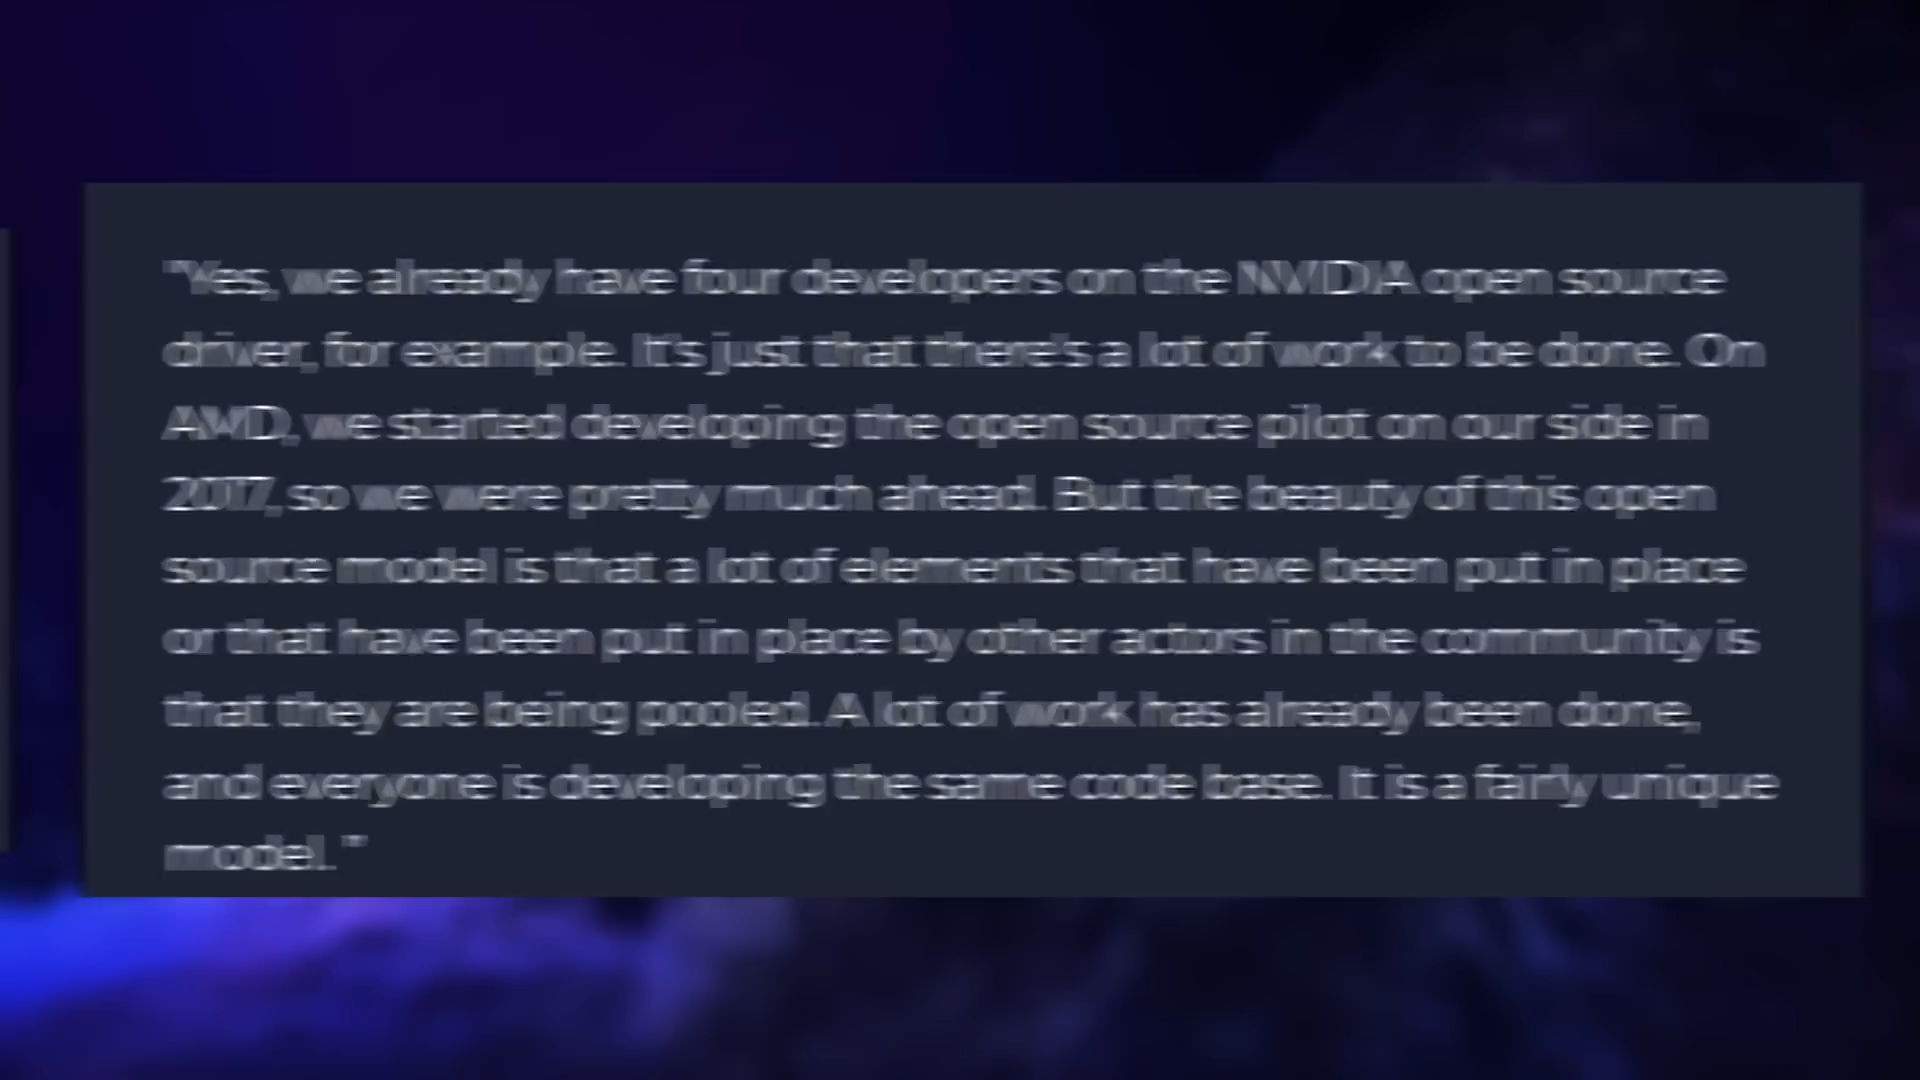 "Yes, we already have four developers on the NVIDIA open source
driver, for example. It's just that there's a lot of work to be done. On
AMD, we started developing the open source pilot on our side in
2017, so we were pretty much ahead. But the beauty of this open
source model is that a lot of elements that have been put in place
or that have been put in place by other actors in the community is
that they are being pooled. A lot of work has already been done,
and everyone is developing the same code base. It is a fairly unique
model."